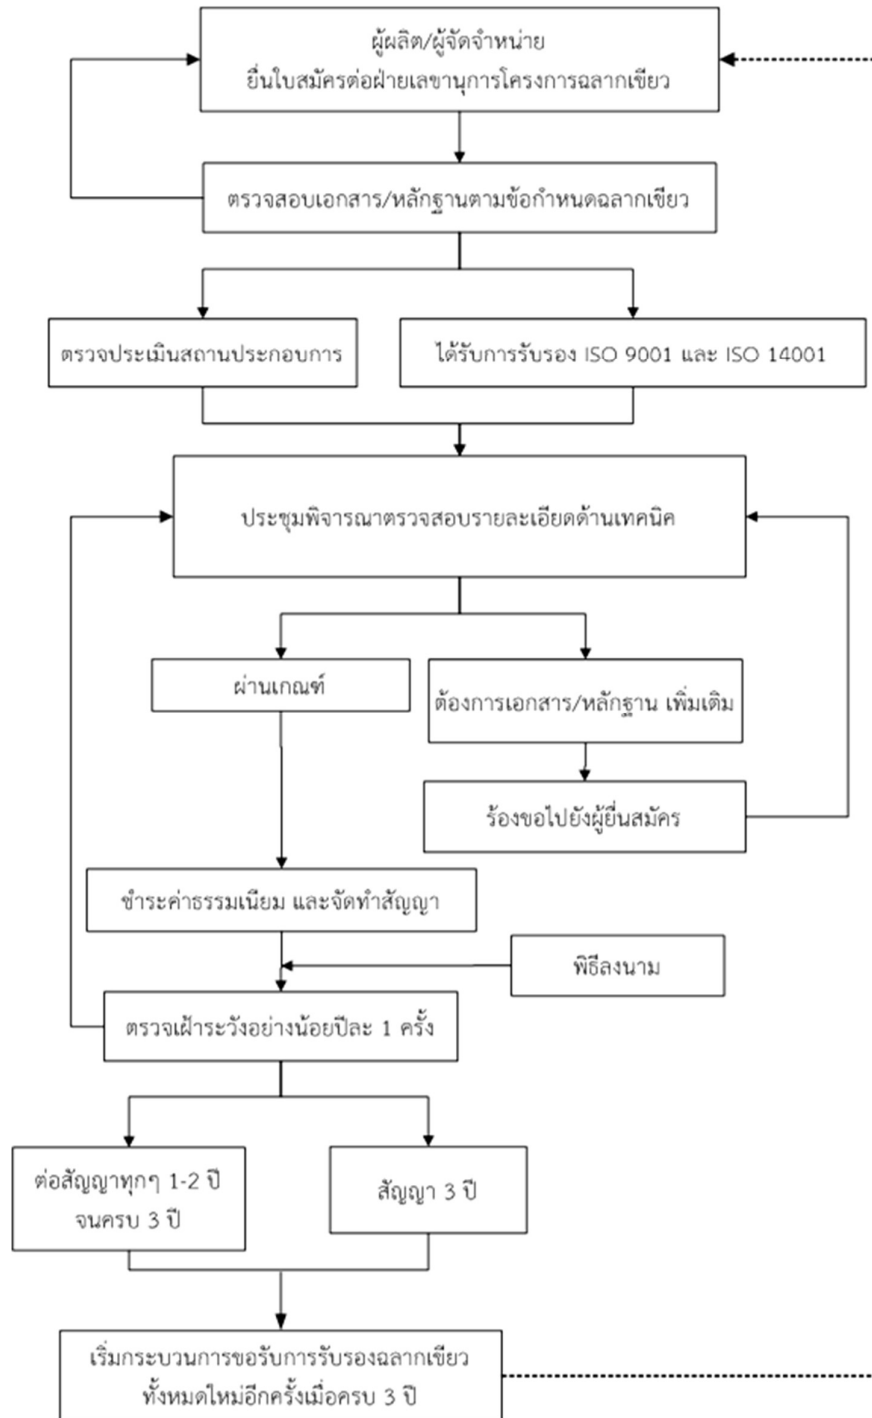 ผู้ผลิต/ผู้จัดจำหน่าย
ยื่นใบสมัครต่อฝ่ายเลขานุการโครงการฉลากเขียว
ตรวจสอบเอกสาร/หลักฐานตามข้อกำหนดฉลากเขียว
ตรวจประเมินสถานประกอบการ
ได้รับการรับรอง ISO 9001 และ ISO 14001
ประชุมพิจารณาตรวจสอบรายละเอียดด้านเทคนิค
ผ่านเกณฑ์
ต้องการเอกสาร/หลักฐาน เพิ่มเติม
ร้องขอไปยังผู้ยื่นสมัคร
ชำระค่าธรรมเนียม และจัดทำสัญญา
พิธีลงนาม
ตรวจเฝ้าระวังอย่างน้อยปีละ 1 ครั้ง
ต่อสัญญาทุกๆ 1-2 ปี
จนครบ 3 ปี
สัญญา 3 ปี
เริ่มกระบวนการขอรับการรับรองฉลากเขียว
ทั้งหมดใหม่อีกครั้งเมื่อครบ 3 ปี